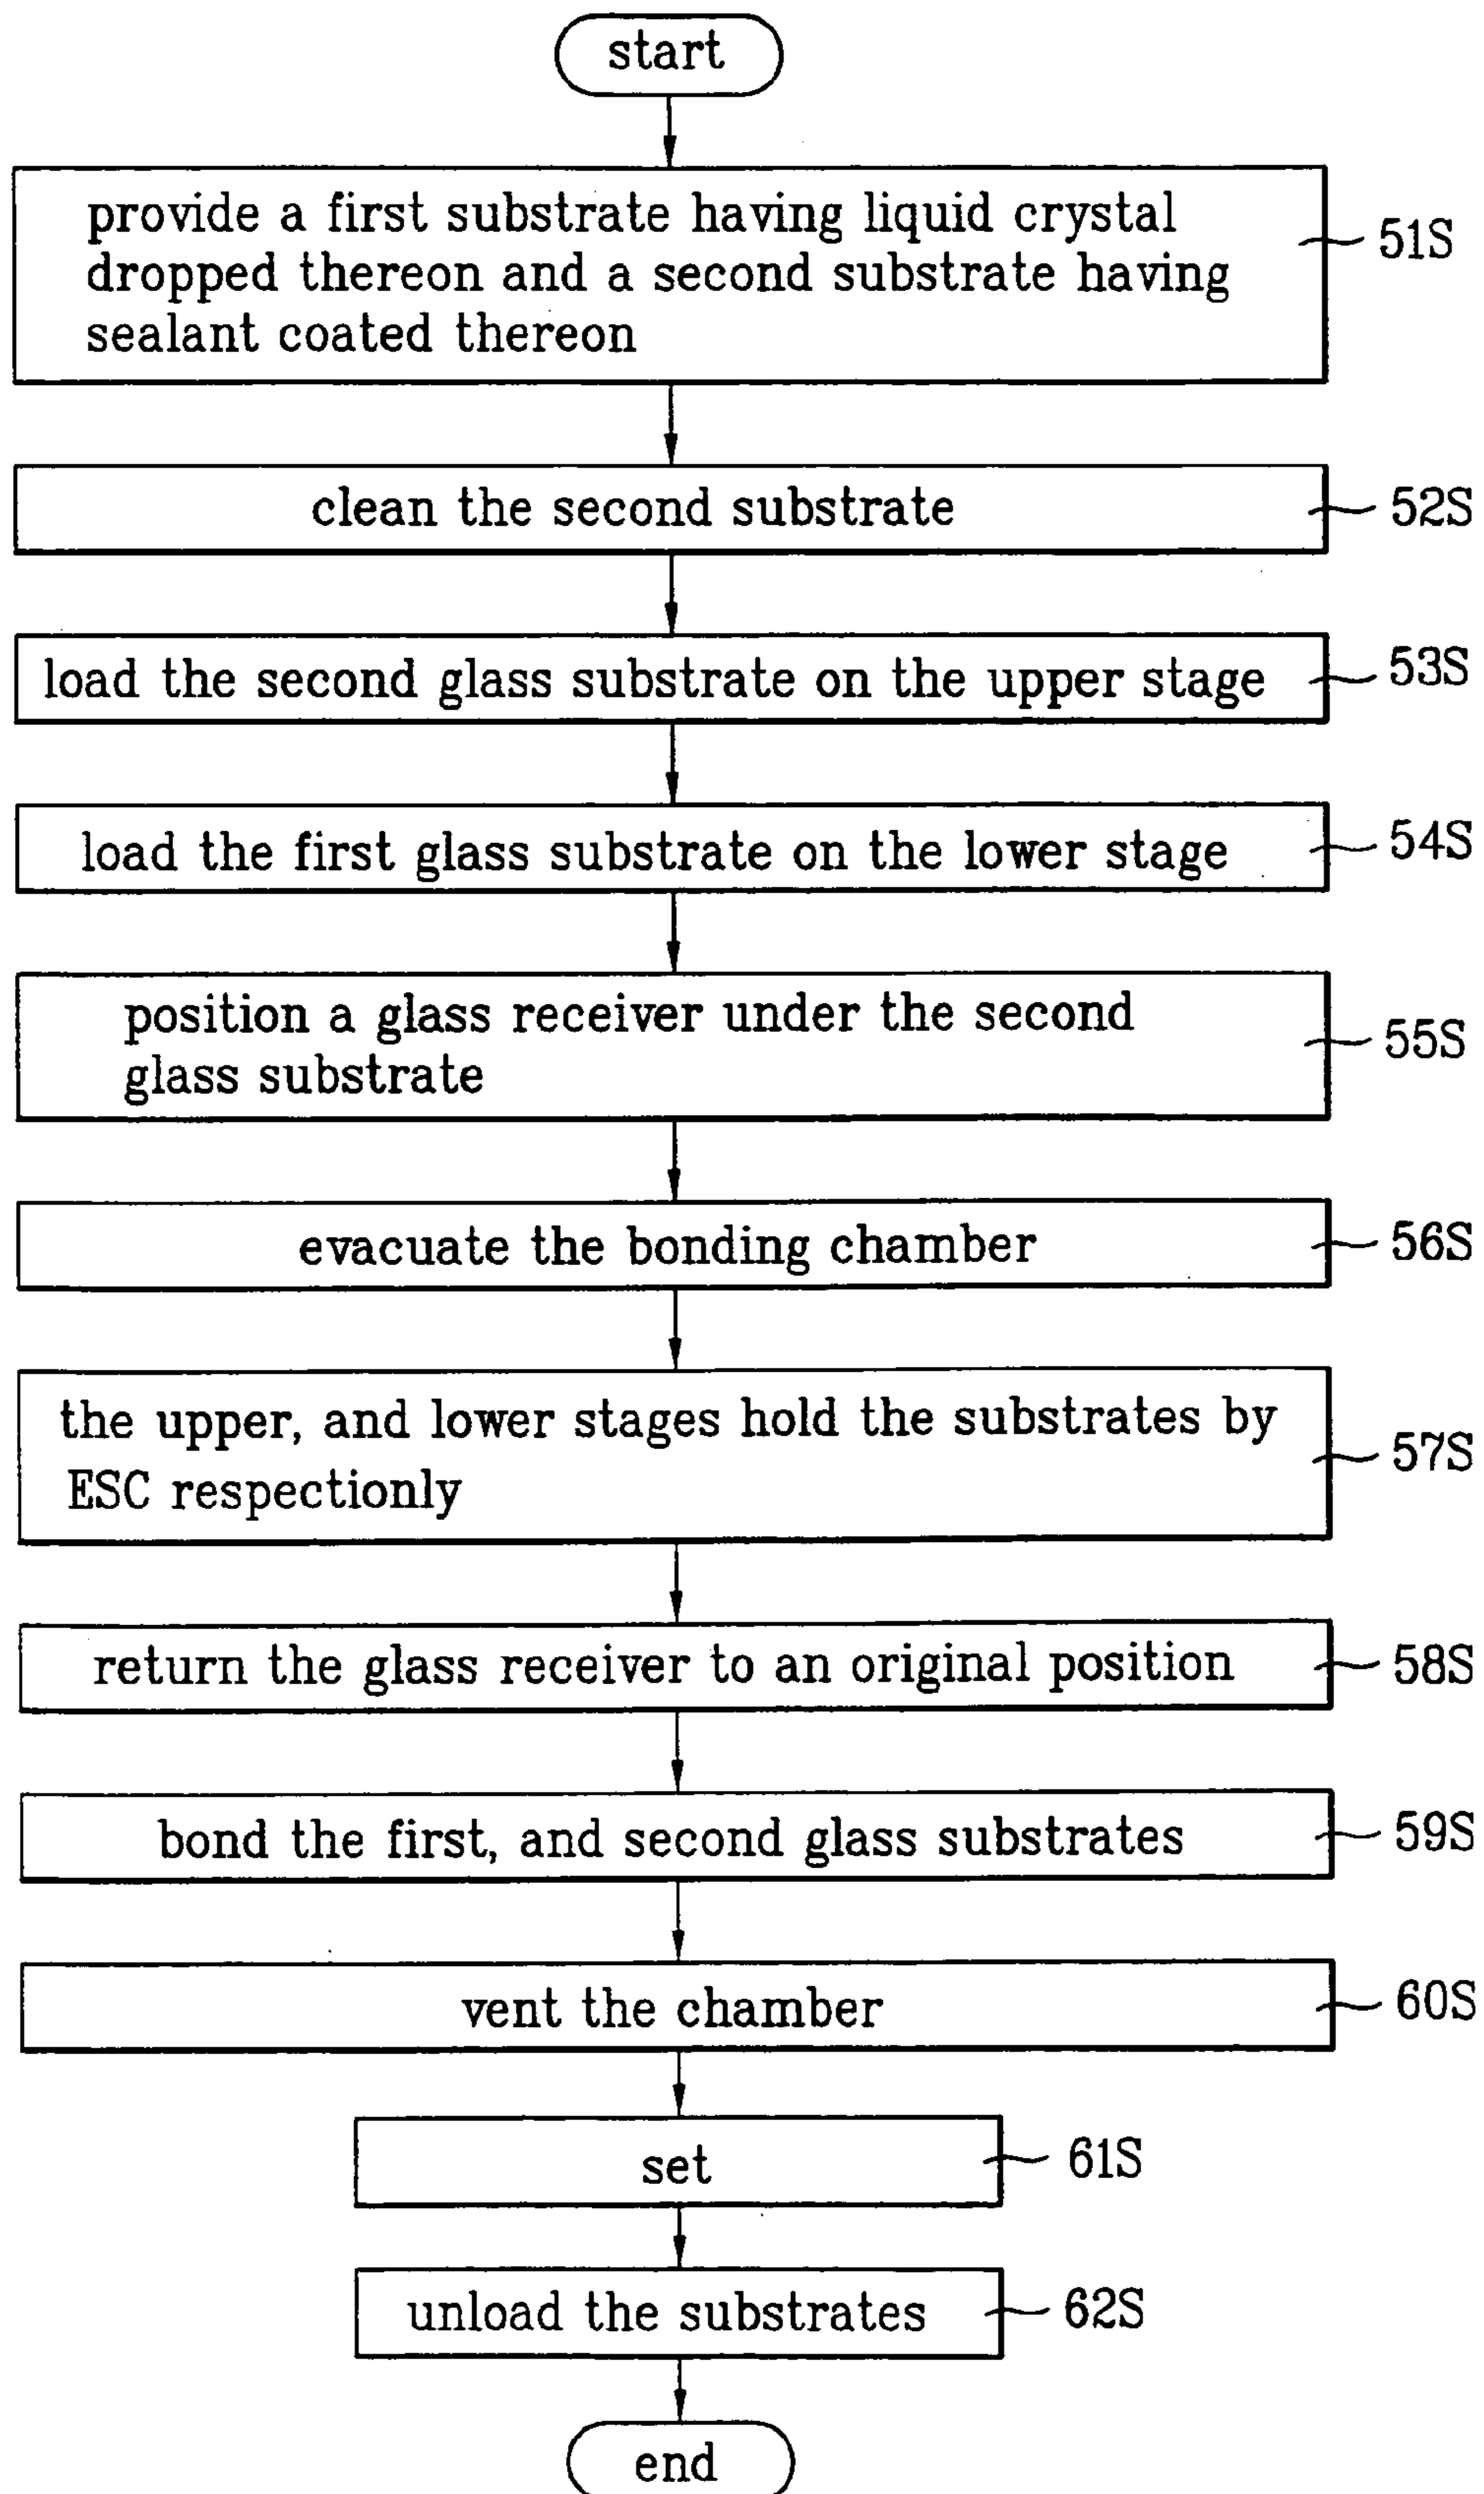 start
provide a first substrate having liquid crystal
dropped thereon and a second substrate having
sealant coated thereon
51S
clean the second substrate
52S
load the second glass substrate on the upper stage
53S
load the first glass substrate on the lower stage
54S
position a glass receiver under the second
glass substrate
55S
evacuate the bonding chamber
56S
the upper, and lower stages hold the substrates by
ESC respectionly
57S
return the glass receiver to an original position
58S
bond the first, and second glass substrates
59S
vent the chamber
60S
set
61S
unload the substrates
62S
end